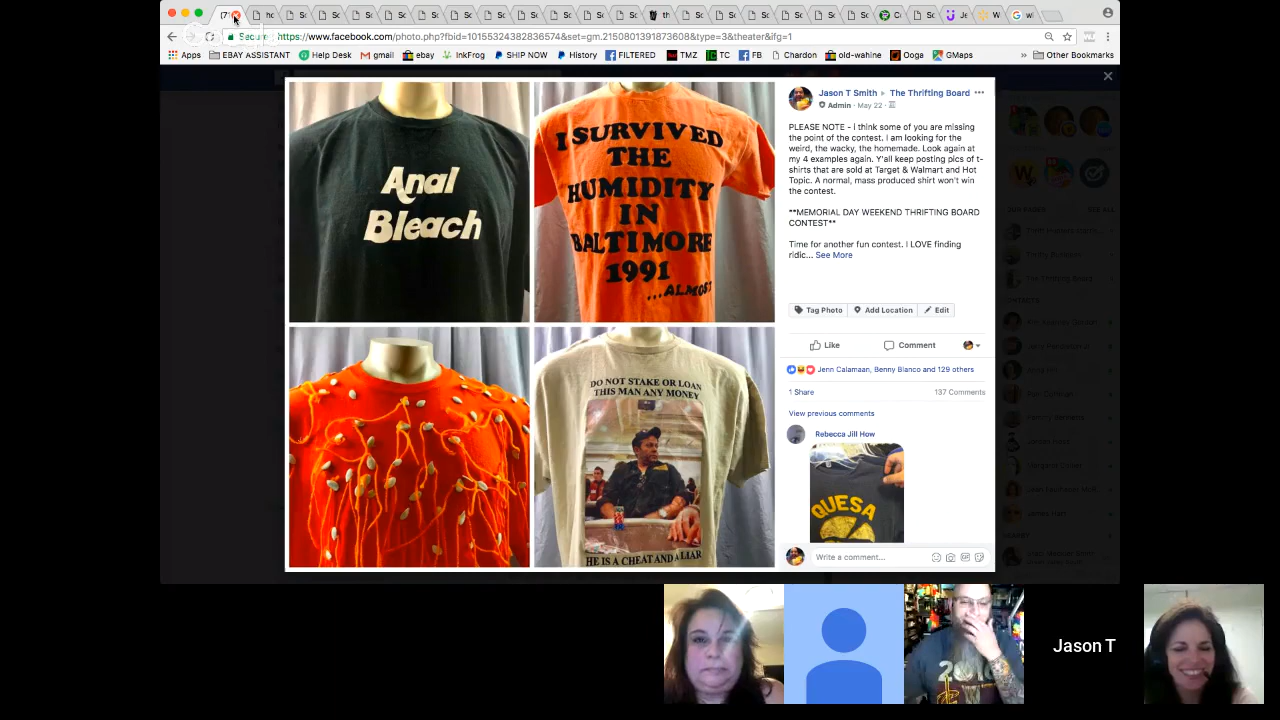 Secure https://www.facebook.com/photo.php?fbid=10155324382836574&set=gm.2150801391873608&type=3&theater&ifg=1
Apps EBAY ASSISTANT Help Desk gmail ebay InkFrog SHIP NOW History FILTERED TMZ TC FB Shopping Cart old-wahine Ooga GMaps » Other Bookmarks
Anal
Bleach
I SURVIVED
THE
HUMIDITY
IN
BALTIMORE
1991
...ALMOST
DO NOT STAKE OR LOAN
THIS MAN ANY MONEY
HE IS A CHEAT AND A LIAR
Jason T Smith ▸ The Thrifting Board
Admin · May 22 ·
PLEASE NOTE - I think some of you are missing
the point of the contest. I am looking for the
weird, the wacky, the homemade. Look again at
my 4 examples again. Y'all keep posting pics of t-
shirts that are sold at Target & Walmart and Hot
Topic. A normal, mass produced shirt won't win
the contest.
**MEMORIAL DAY WEEKEND THRIFTING BOARD
CONTEST**
Time for another fun contest. I LOVE finding
ridic... See More
Tag Photo Add Location Edit
Like Comment
Jenn Calamaan, Benny Blanco and 129 others
1 Share 137 Comments
View previous comments
Rebecca Jill How
QUESA
Write a comment...
Jason T